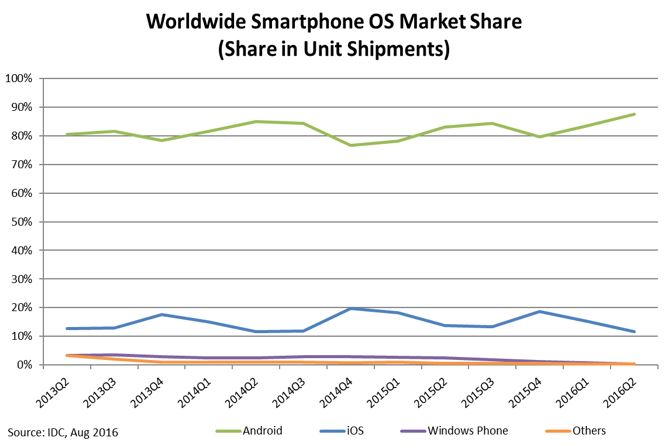 Worldwide Smartphone OS Market Share
(Share in Unit Shipments)
100%
90%
80%
70%
60%
50%
40%
30%
20%
10%
0%
2013Q2
2013Q3
2013Q4
2014Q1
2014Q2
2014Q3
2014Q4
2015Q1
2015Q2
2015Q3
2015Q4
2016Q1
2016Q2
Source: IDC, Aug 2016
Android
iOS
Windows Phone
Others